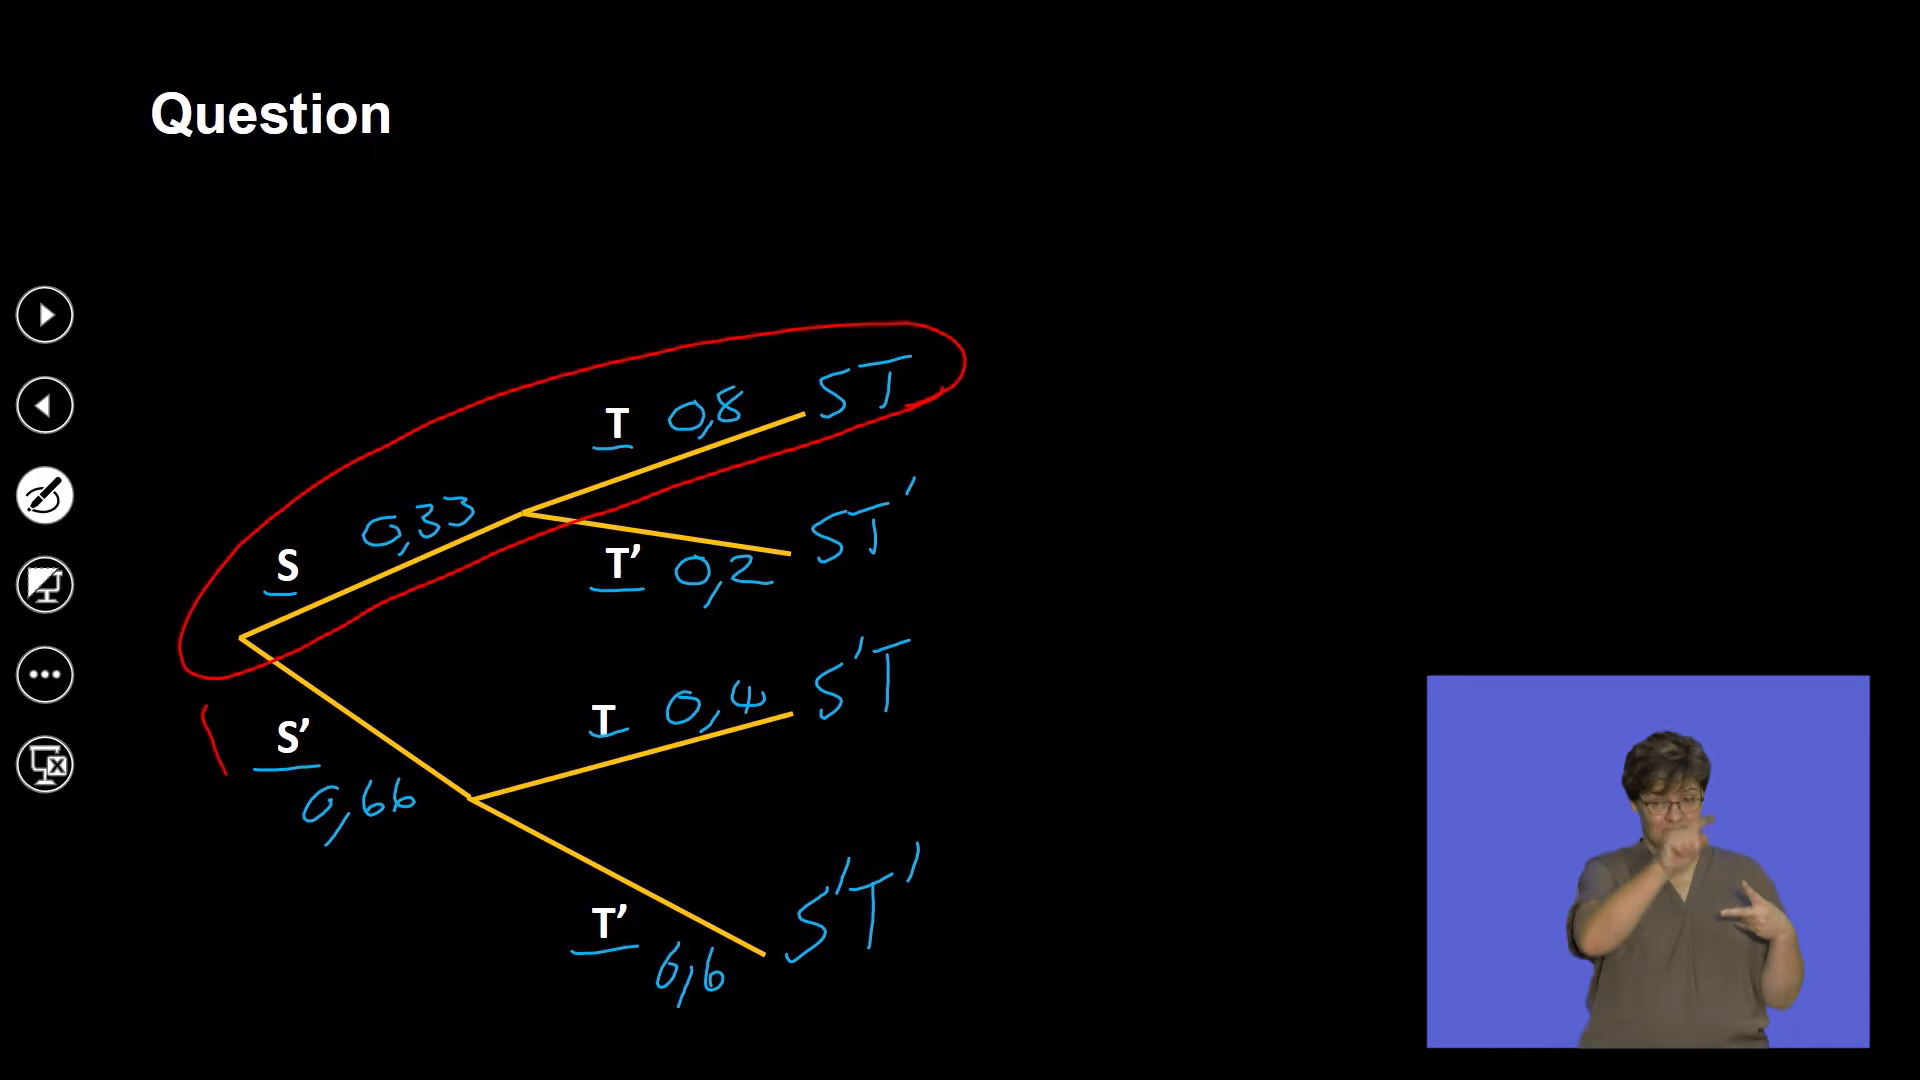 Question
T 0,8 ST
S 0,33
T’ 0,2 ST'
S’ 0,66
T 0,4 S'T
T’ 0,6 S'T'